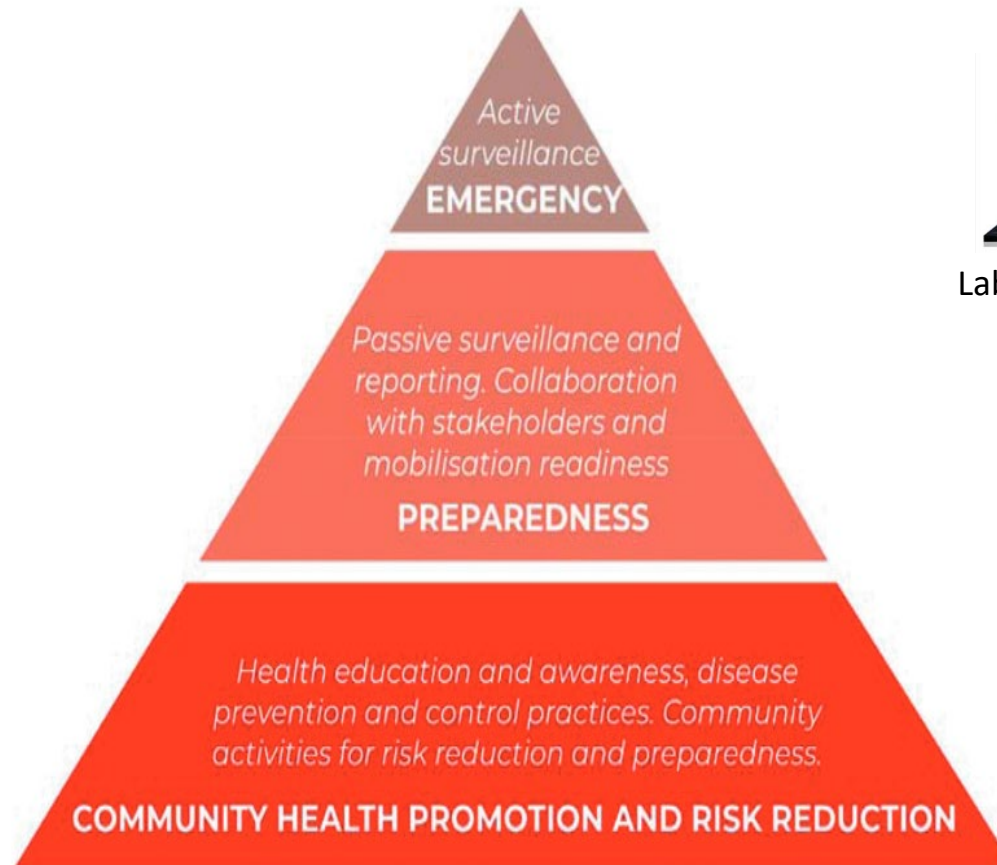 Active
surveillance
EMERGENCY
Passive surveillance and
reporting. Collaboration
with stakeholders and
mobilisation readiness
PREPAREDNESS
Health education and awareness, disease
prevention and control practices. Community
activities for risk reduction and preparedness.
COMMUNITY HEALTH PROMOTION AND RISK REDUCTION
Lab